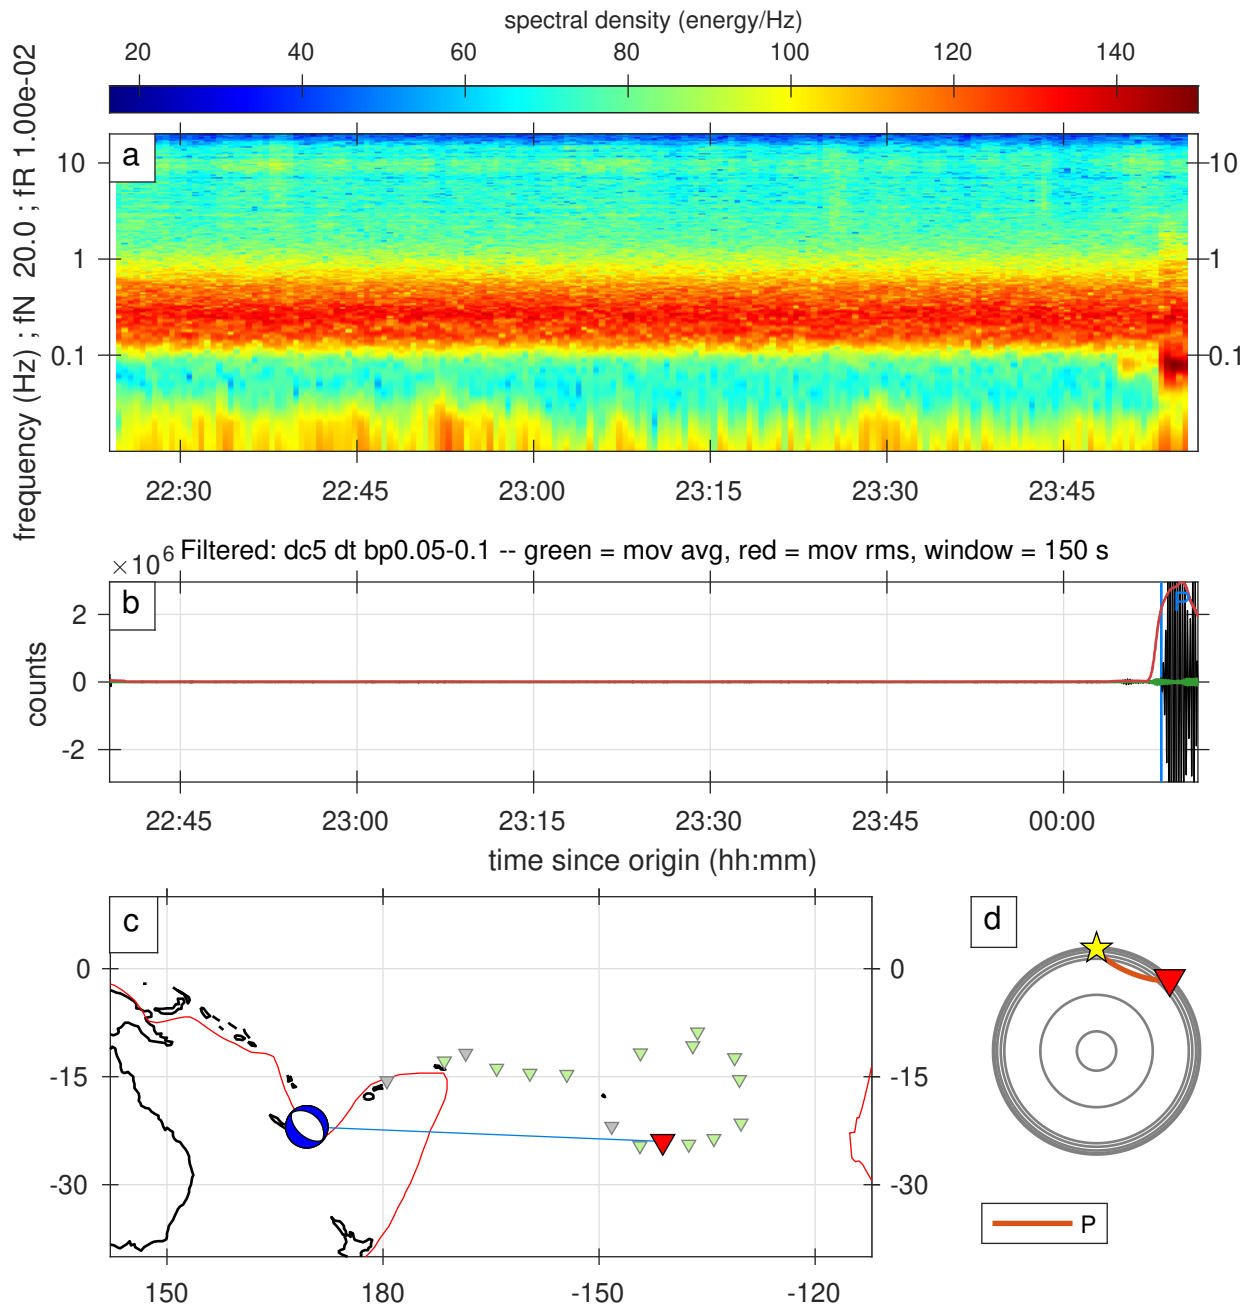 spectral density (energy/Hz)
20 40 60 80 100 120 140
frequency (Hz) ; fN 20.0 ; fR 1.00e-02
a
10 10
1 1
0.1 0.1
22:30 22:45 23:00 23:15 23:30 23:45
Filtered: dc5 dt bp0.05-0.1 -- green = mov avg, red = mov rms, window = 150 s
×10^6
b
P
counts
2 2
0 0
-2 -2
22:45 23:00 23:15 23:30 23:45 00:00
time since origin (hh:mm)
c
d
0 0
-15 -15
-30 -30
150 180 -150 -120
P